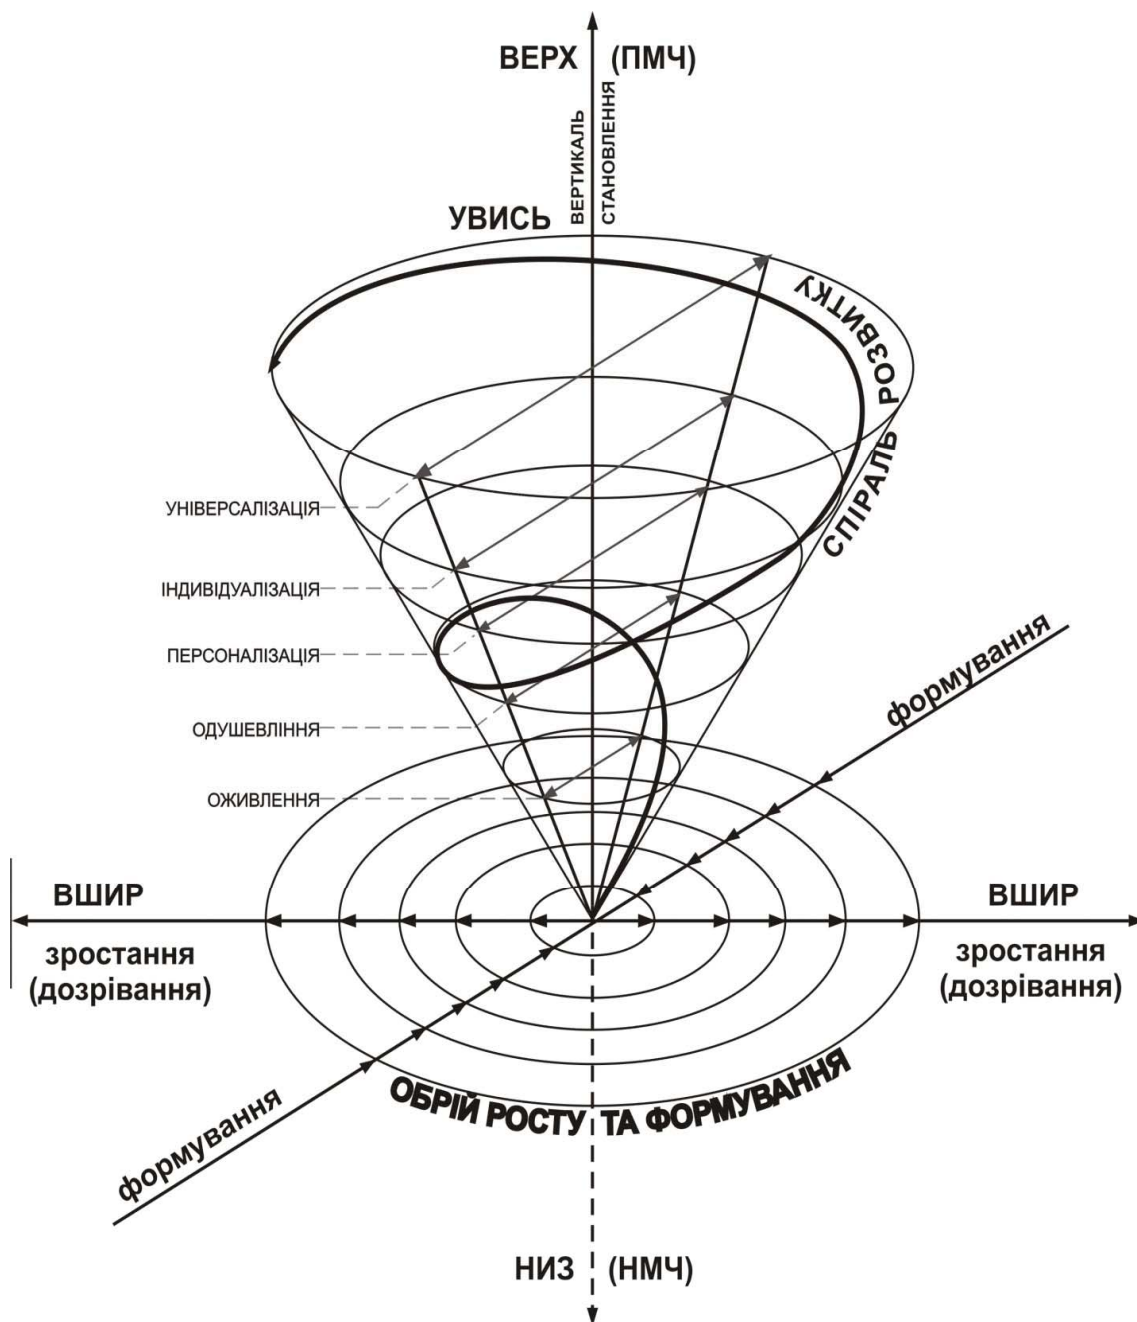 ВЕРХ (ПМЧ)
ВЕРТИКАЛЬ
СТАНОВЛЕННЯ
УВИСЬ
СПІРАЛЬ РОЗВИТКУ
УНІВЕРСАЛІЗАЦІЯ
ІНДИВІДУАЛІЗАЦІЯ
ПЕРСОНАЛІЗАЦІЯ
ОДУШЕВЛІННЯ
ОЖИВЛЕННЯ
формування
ВШИР
зростання
(дозрівання)
ВШИР
зростання
(дозрівання)
ОБРІЙ РОСТУ ТА ФОРМУВАННЯ
формування
НИЗ (НМЧ)